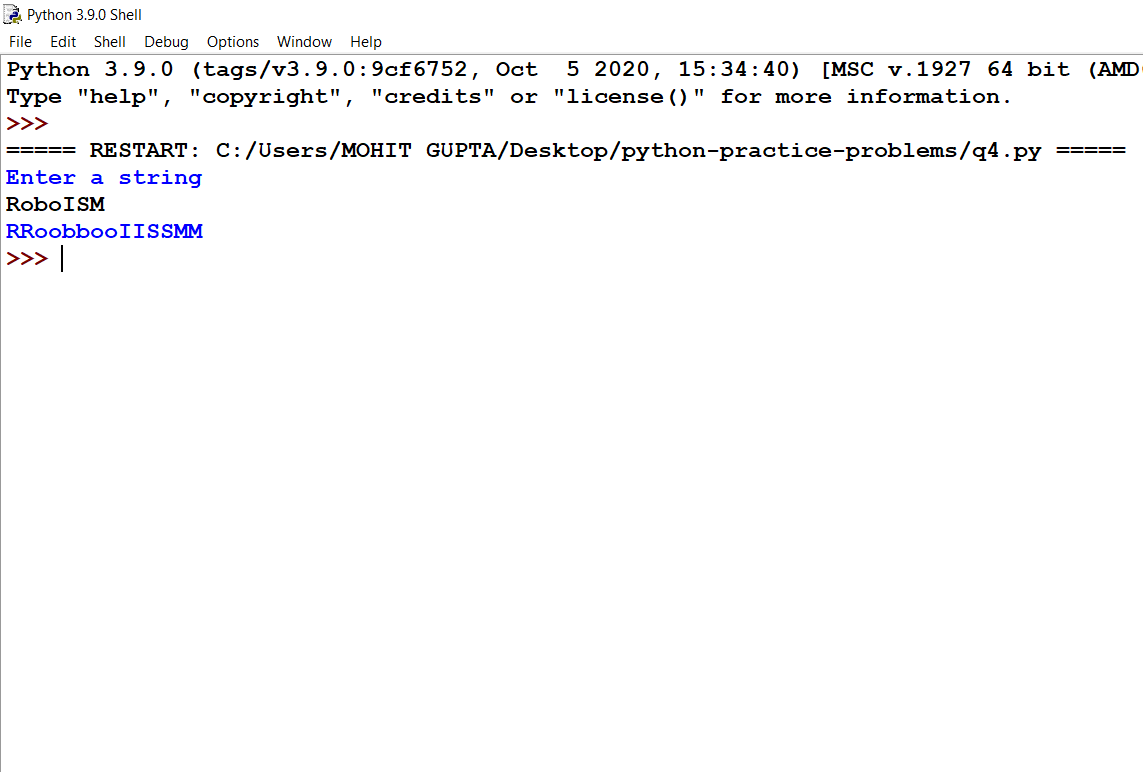 Python 3.9.0 Shell
File Edit Shell Debug Options Window Help
Python 3.9.0 (tags/v3.9.0:9cf6752, Oct  5 2020, 15:34:40) [MSC v.1927 64 bit (AMD
Type "help", "copyright", "credits" or "license()" for more information.
>>>
===== RESTART: C:/Users/MOHIT GUPTA/Desktop/python-practice-problems/q4.py =====
Enter a string
RoboISM
RRoobbooIISSMM
>>>